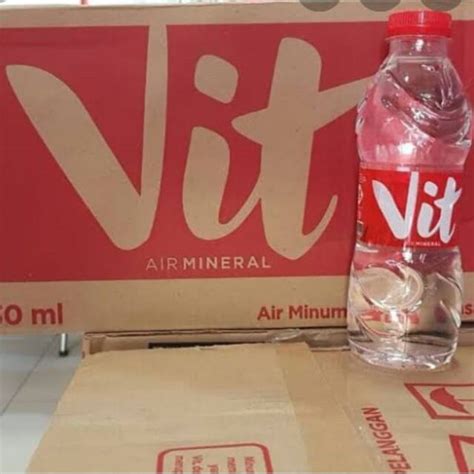 Vit
AIR MINERAL
50 ml
Air Minum
Vit
AIR MINERAL
PELANGGAN